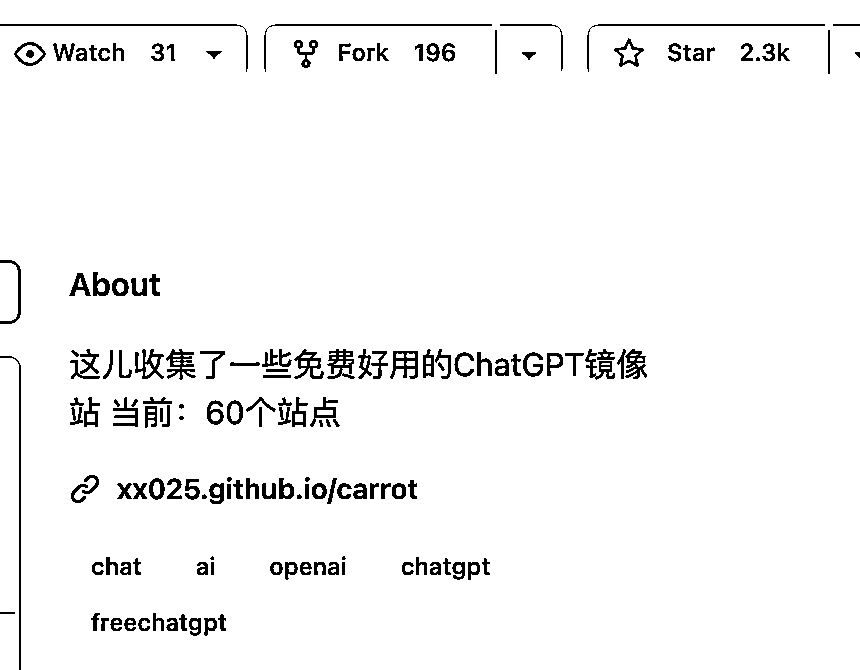 Watch 31 Fork 196 Star 2.3k
About
这儿收集了一些免费好用的ChatGPT镜像
站 当前：60个站点
xx025.github.io/carrot
chat ai openai chatgpt
freechatgpt